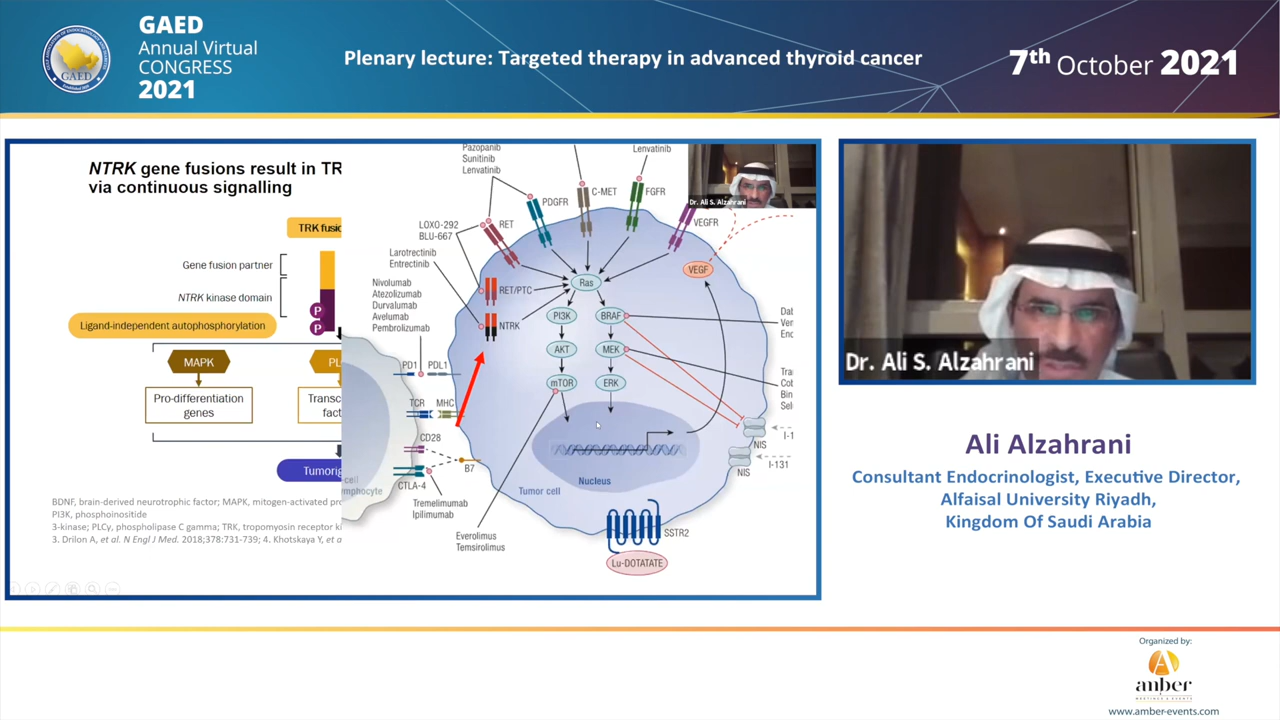 GAED
Annual Virtual
CONGRESS
2021
GAED
Plenary lecture: Targeted therapy in advanced thyroid cancer
7th October 2021
NTRK gene fusions result in TR
via continuous signalling
TRK fusio
Gene fusion partner
NTRK kinase domain
P
P
Ligand-independent autophosphorylation
MAPK
PL
Pro-differentiation
genes
Transc
fact
Tumorig
BDNF, brain-derived neurotrophic factor; MAPK, mitogen-activated pro
PI3K, phosphoinositide
3-kinase; PLCγ, phospholipase C gamma; TRK, tropomyosin receptor k
3. Drilon A, et al. N Engl J Med. 2018;378:731-739; 4. Khotskaya Y, et a
Pazopanib
Sunitinib
Lenvatinib
Lenvatinib
PDGFR
C-MET
FGFR
VEGFR
LOXO-292
BLU-667
RET
Larotrectinib
Entrectinib
RET/PTC
NTRK
Nivolumab
Atezolizumab
Durvalumab
Avelumab
Pembrolizumab
PD1
PDL1
TCR
MHC
CD28
B7
CTLA-4
cell
lymphocyte
Tremelimumab
Ipilimumab
Everolimus
Temsirolimus
Ras
PI3K
BRAF
AKT
MEK
mTOR
ERK
VEGF
Dab
Ver
Enc
Tra
Cob
Bin
Sel
NIS
I-1
NIS
I-131
Nucleus
Tumor cell
SSTR2
Lu-DOTATATE
Dr. Ali S. Alzahrani
Dr. Ali S. Alzahrani
Ali Alzahrani
Consultant Endocrinologist, Executive Director,
Alfaisal University Riyadh,
Kingdom Of Saudi Arabia
Organized by:
anber
www.amber-events.com